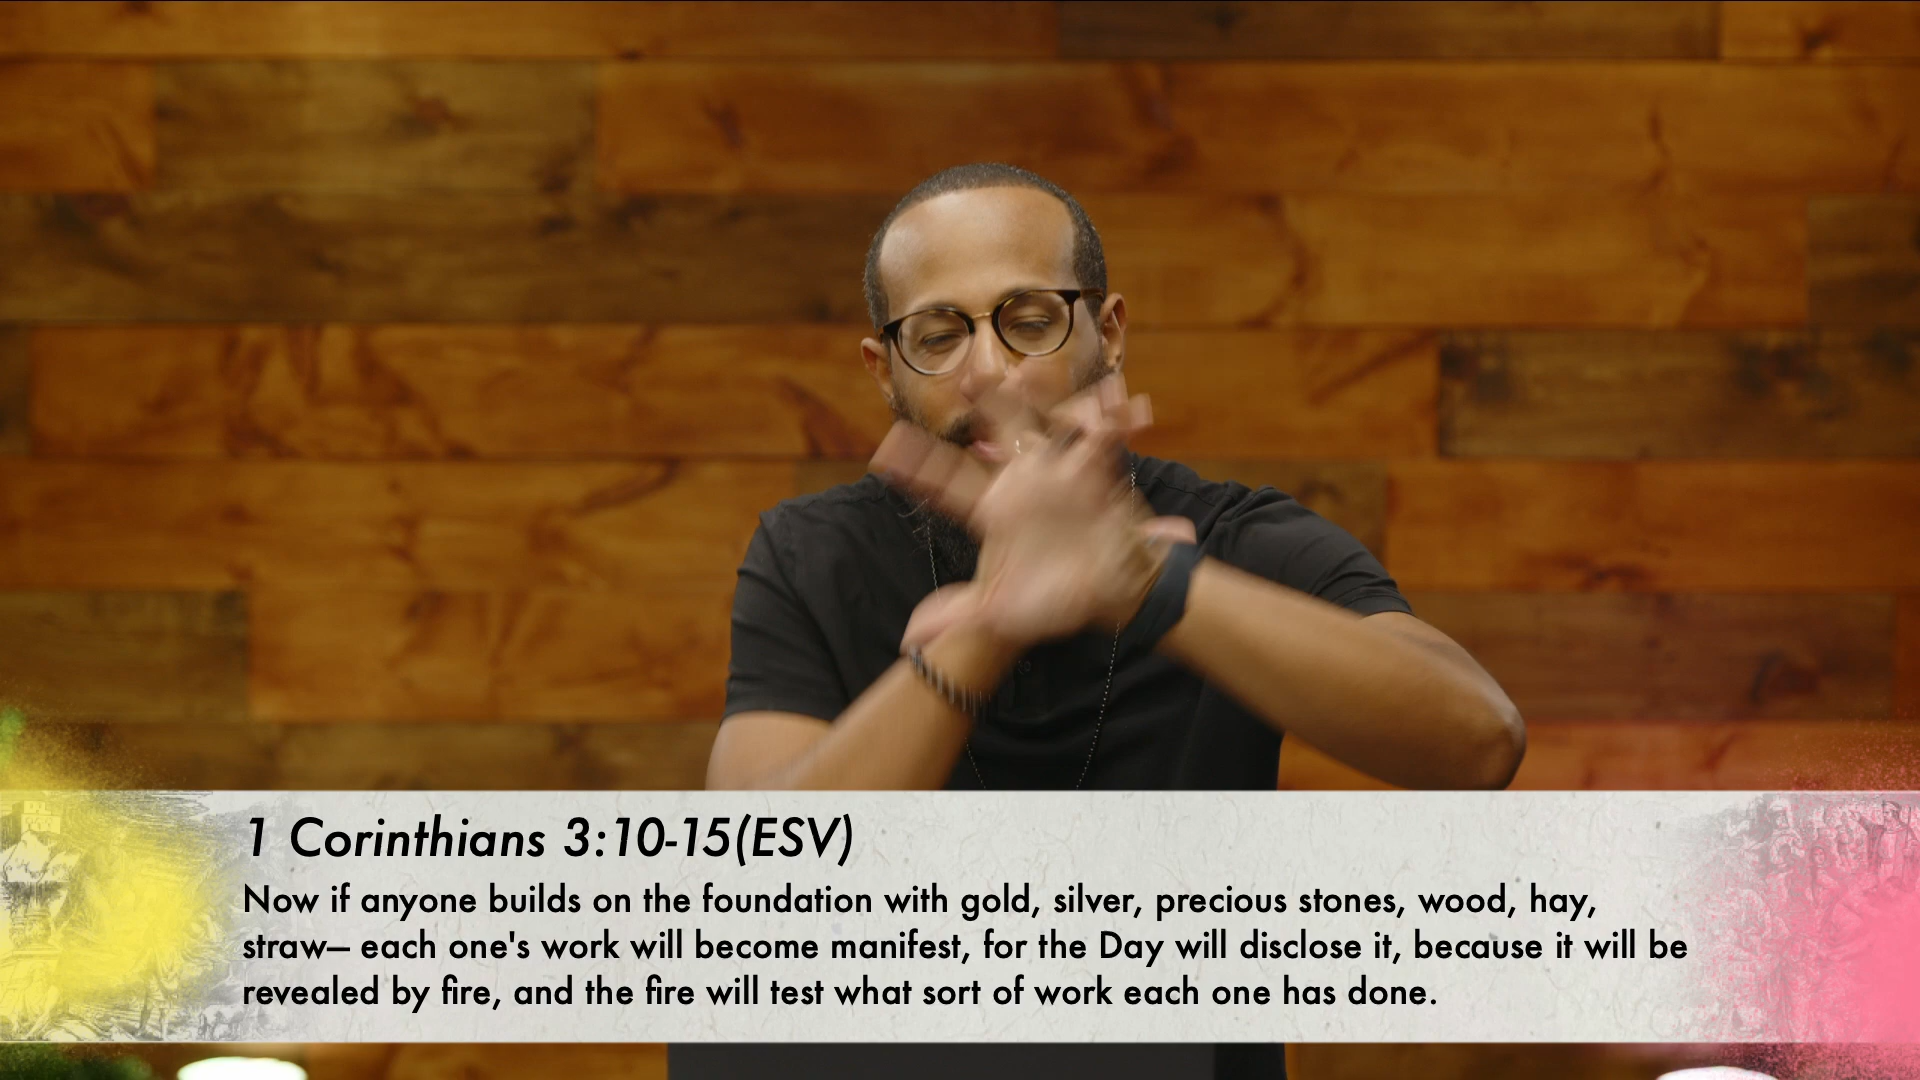 1 Corinthians 3:10-15(ESV)
Now if anyone builds on the foundation with gold, silver, precious stones, wood, hay,
straw— each one's work will become manifest, for the Day will disclose it, because it will be
revealed by fire, and the fire will test what sort of work each one has done.